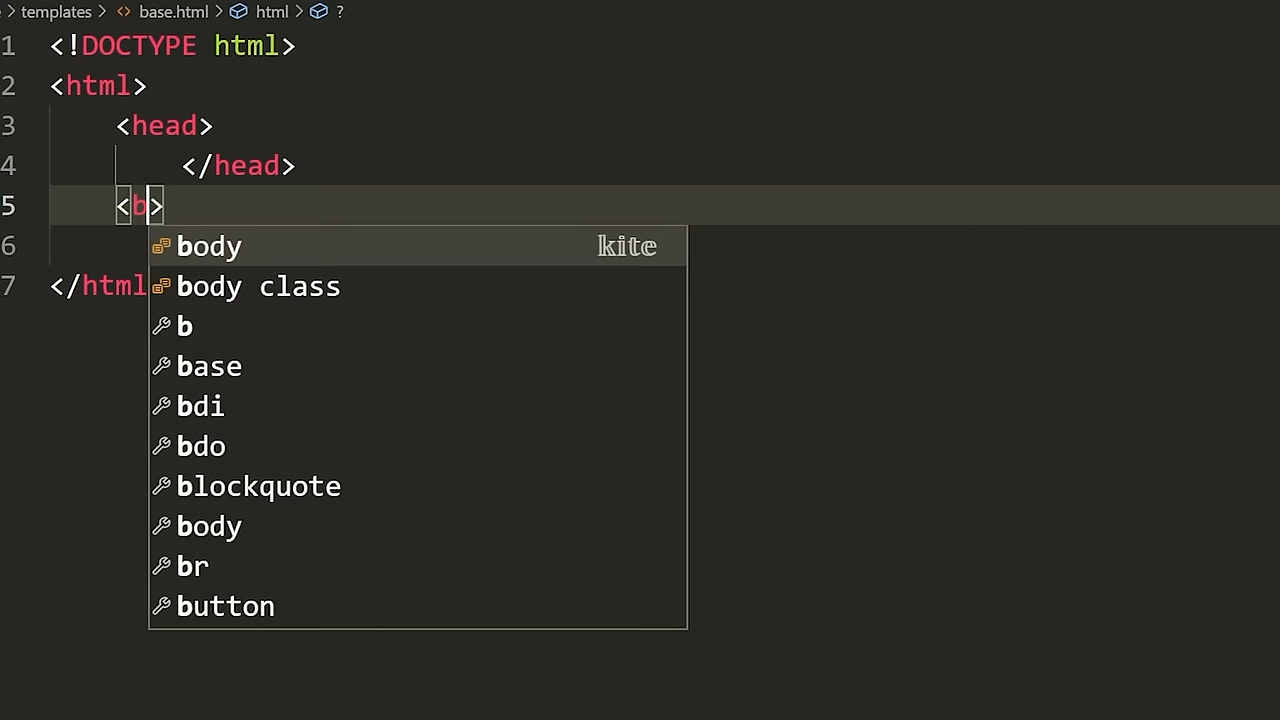 templates > <> base.html > html > ?
1 <!DOCTYPE html>
2 <html>
3 <head>
4 </head>
5 <b>
6
7 </html
body kite
body class
b
base
bdi
bdo
blockquote
body
br
button